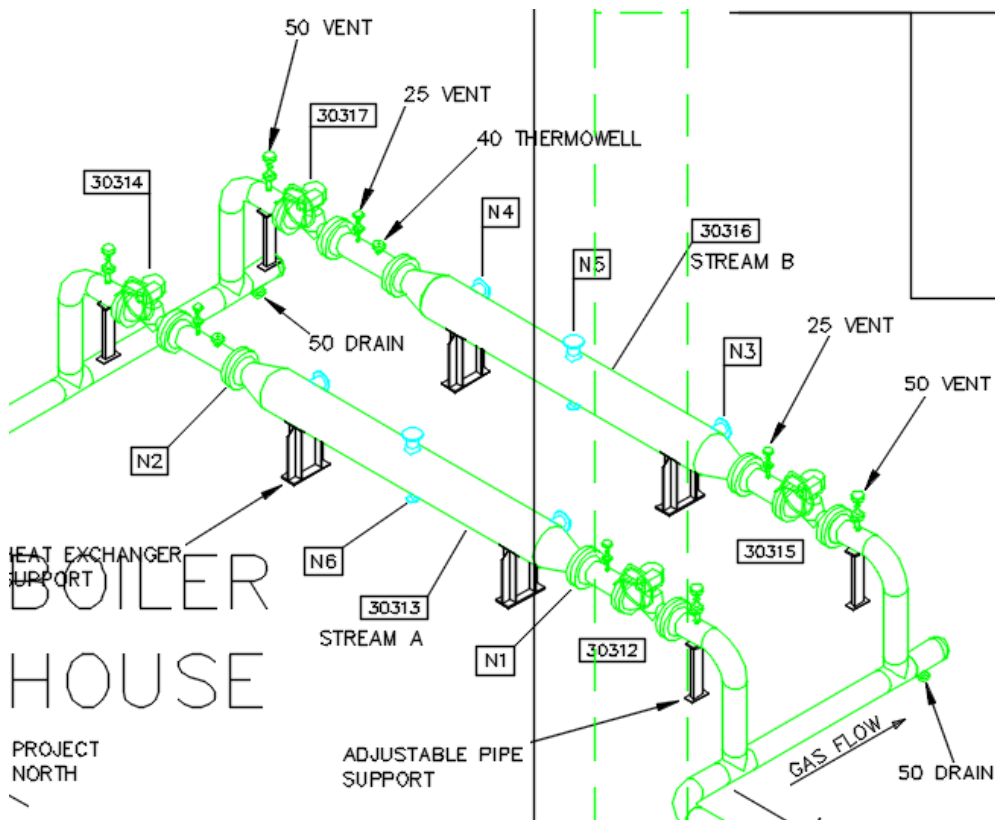 50 VENT
30317
25 VENT
40 THERMOWELL
30314
N4
30316
STREAM B
N5
50 DRAIN
N3
25 VENT
50 VENT
N2
HEAT EXCHANGER
SUPPORT
BOILER
HOUSE
N6
30313
STREAM A
30315
30312
N1
PROJECT
NORTH
ADJUSTABLE PIPE
SUPPORT
GAS FLOW
50 DRAIN